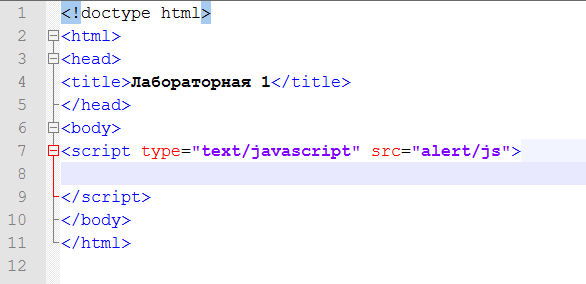 1 <!doctype html>
2 <html>
3 <head>
4 <title>Лабораторная 1</title>
5 </head>
6 <body>
7 <script type="text/javascript" src="alert/js">
8
9 </script>
10 </body>
11 </html>
12